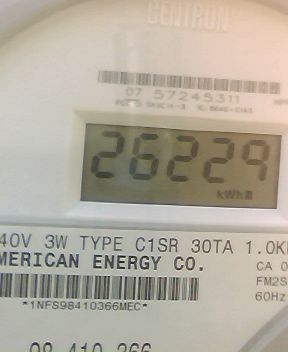 CENTRON
07 57245311
26229
kWh
40V 3W TYPE C1SR 30TA 1.0K
MERICAN ENERGY CO.
CA 0
FM2S
*1NFS98410366MEC*
60Hz
98 410 366